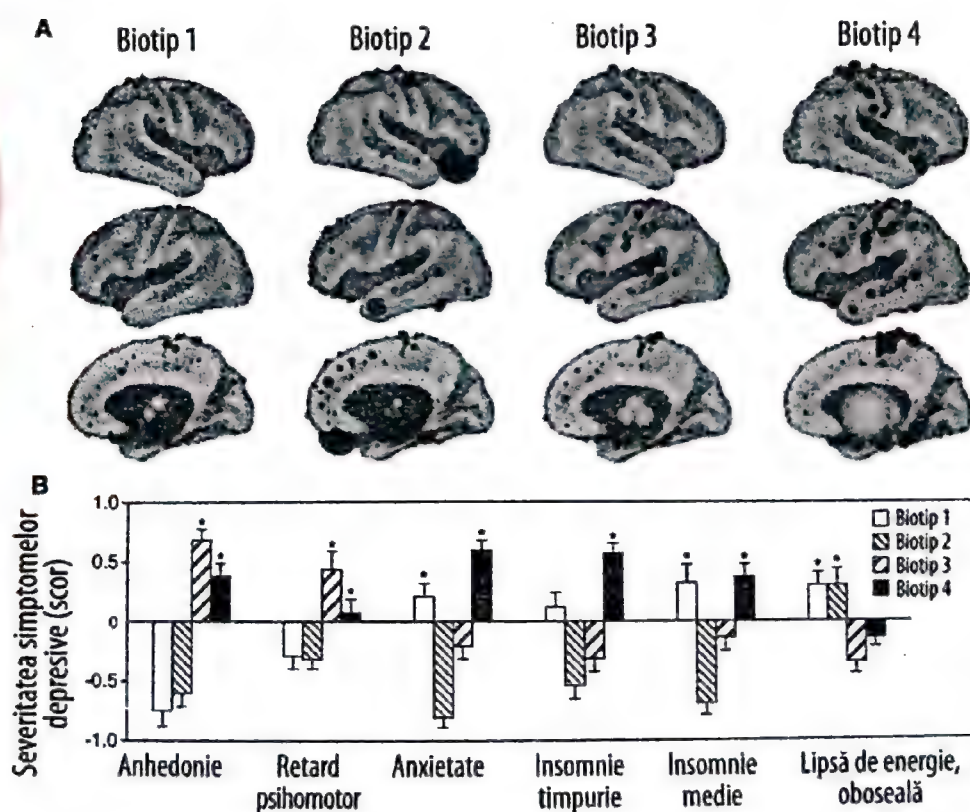 A
Biotip 1 Biotip 2 Biotip 3 Biotip 4
B
Severitatea simptomelor
depresive (scor)
1.0
0.5
0
-0.5
-1.0
* * * * * * * * * * *
Biotip 1
Biotip 2
Biotip 3
Biotip 4
Anhedonie Retard Anxietate Insomnie Insomnie Lipsă de energie,
psihomotor timpurie medie oboseală